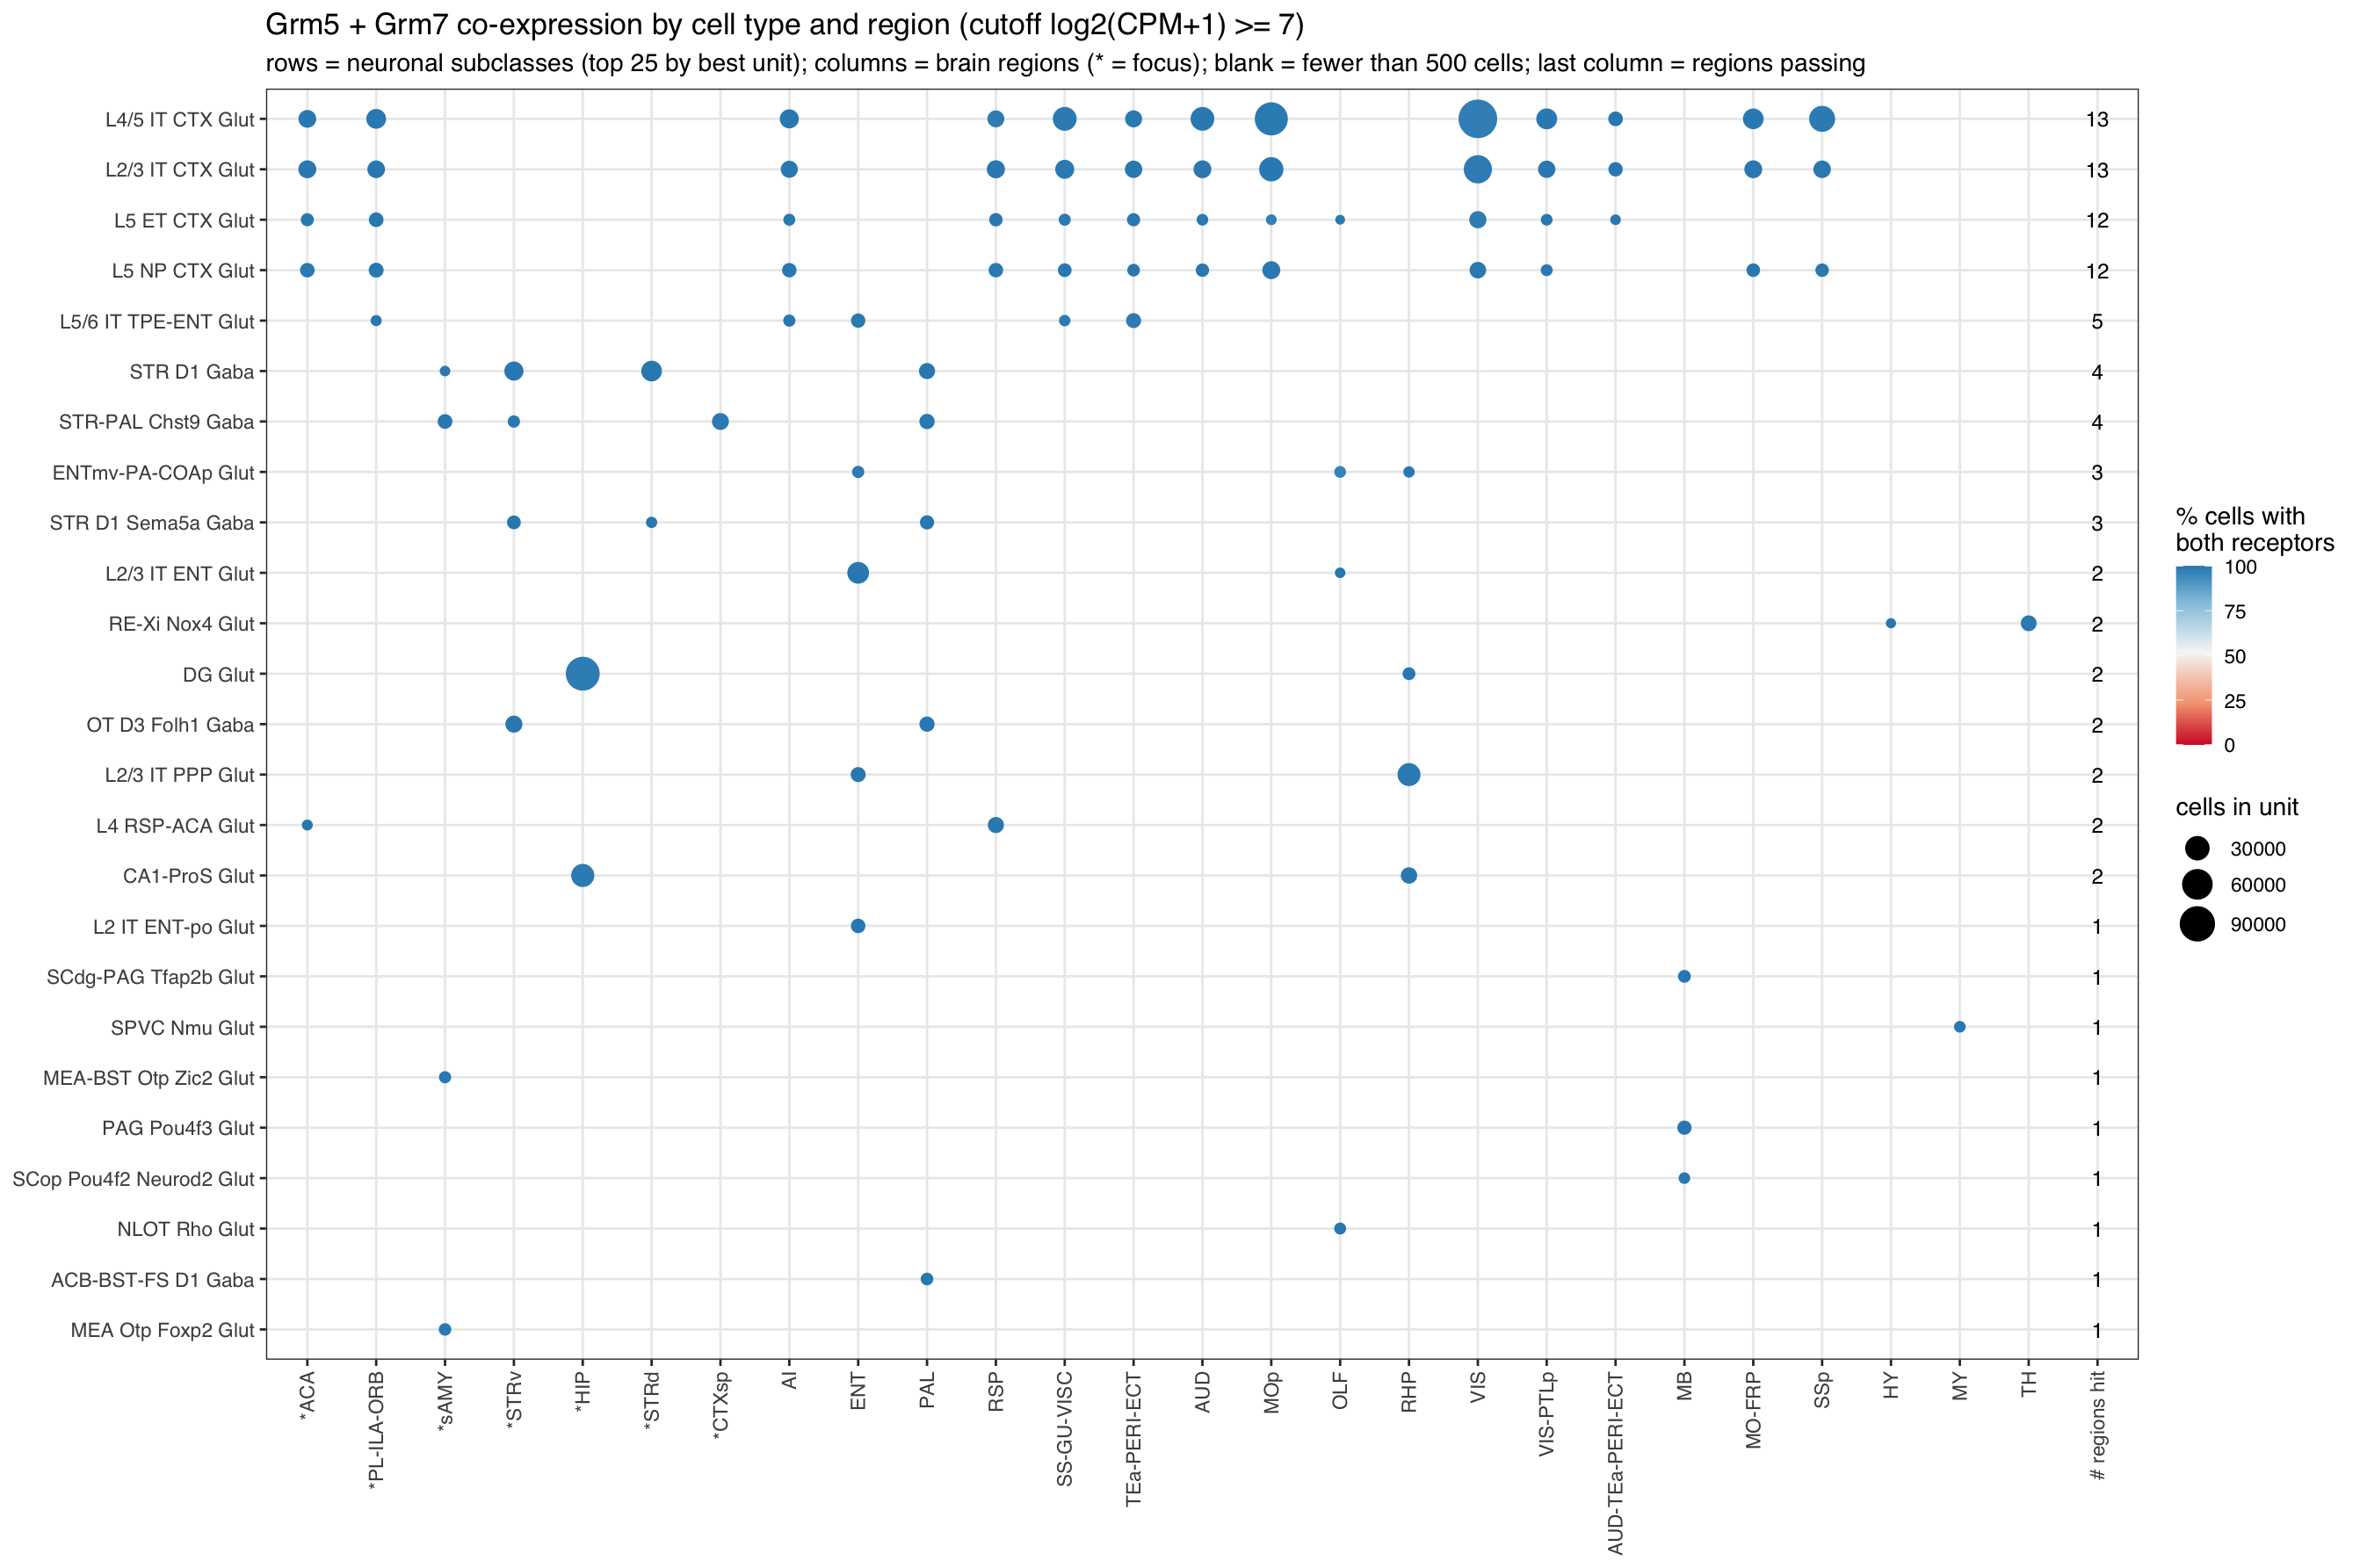 Grm5 + Grm7 co-expression by cell type and region (cutoff log2(CPM+1) >= 7)
rows = neuronal subclasses (top 25 by best unit); columns = brain regions (* = focus); blank = fewer than 500 cells; last column = regions passing
L4/5 IT CTX Glut 13
L2/3 IT CTX Glut 13
L5 ET CTX Glut 12
L5 NP CTX Glut 12
L5/6 IT TPE-ENT Glut 5
STR D1 Gaba 4
STR-PAL Chst9 Gaba 4
ENTmv-PA-COAp Glut 3
STR D1 Sema5a Gaba 3
L2/3 IT ENT Glut 2
RE-Xi Nox4 Glut 2
DG Glut 2
OT D3 Folh1 Gaba 2
L2/3 IT PPP Glut 2
L4 RSP-ACA Glut 2
CA1-ProS Glut 2
L2 IT ENT-po Glut 1
SCdg-PAG Tfap2b Glut 1
SPVC Nmu Glut 1
MEA-BST Otp Zic2 Glut 1
PAG Pou4f3 Glut 1
SCop Pou4f2 Neurod2 Glut 1
NLOT Rho Glut 1
ACB-BST-FS D1 Gaba 1
MEA Otp Foxp2 Glut 1
*ACA
*PL-ILA-ORB
*sAMY
*STRv
*HIP
*STRd
*CTXsp
AI
ENT
PAL
RSP
SS-GU-VISC
TEa-PERI-ECT
AUD
MOp
OLF
RHP
VIS
VIS-PTLp
AUD-TEa-PERI-ECT
MB
MO-FRP
SSp
HY
MY
TH
# regions hit
% cells with
both receptors
100
75
50
25
0
cells in unit
30000
60000
90000